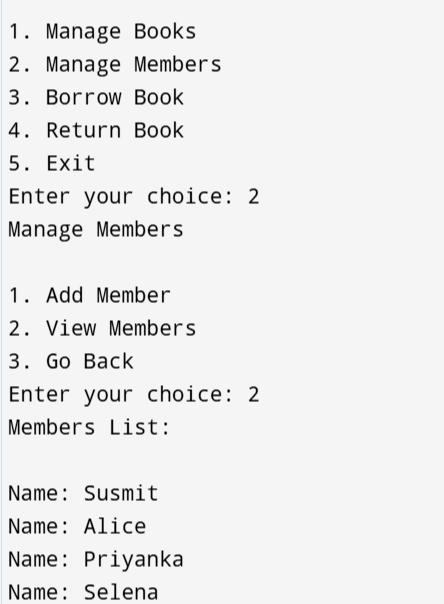 1. Manage Books
2. Manage Members
3. Borrow Book
4. Return Book
5. Exit
Enter your choice: 2
Manage Members
1. Add Member
2. View Members
3. Go Back
Enter your choice: 2
Members List:
Name: Susmit
Name: Alice
Name: Priyanka
Name: Selena